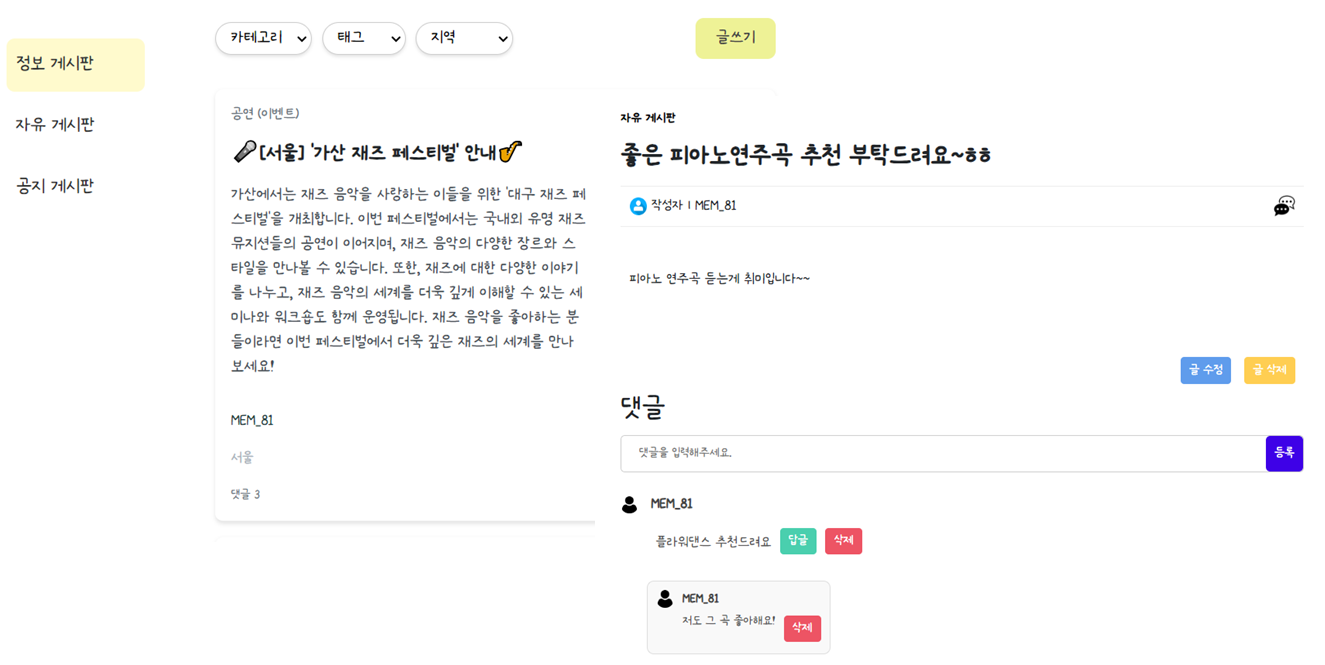 정보 게시판
자유 게시판
공지 게시판
카테고리
태그
지역
글쓰기
공연 (이벤트)
🎤[서울] '가산 재즈 페스티벌' 안내🎷
가산에서는 재즈 음악을 사랑하는 이들을 위한 '대구 재즈 페
스티벌'을 개최합니다. 이번 페스티벌에서는 국내외 유명 재즈
뮤지션들의 공연이 이어지며, 재즈 음악의 다양한 장르와 스
타일을 만나볼 수 있습니다. 또한, 재즈에 대한 다양한 이야기
를 나누고, 재즈 음악의 세계를 더욱 깊게 이해할 수 있는 세
미나와 워크숍도 함께 운영됩니다. 재즈 음악을 좋아하는 분
들이라면 이번 페스티벌에서 더욱 깊은 재즈의 세계를 만나
보세요!
MEM_81
서울
댓글 3
자유 게시판
좋은 피아노연주곡 추천 부탁드려요~ㅎㅎ
작성자 | MEM_81
피아노 연주곡 듣는게 취미입니다~~
글 수정
글 삭제
댓글
댓글을 입력해주세요.
등록
MEM_81
플라워댄스 추천드려요
답글
삭제
MEM_81
저도 그 곡 좋아해요!
삭제